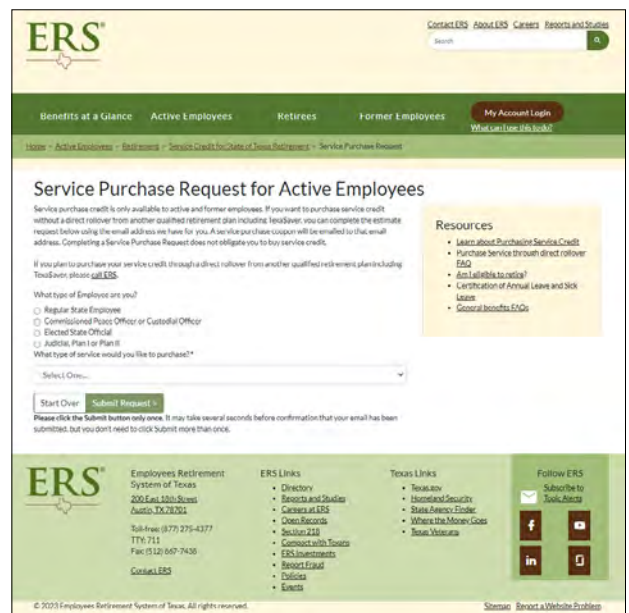 ERS®
Contact ERS About ERS Careers Reports and Studies
Search
Benefits at a Glance Active Employees Retirees Former Employees My Account Login
What can I use this to do?
Home > Active Employees > Retirement > Service Credit for State of Texas Retirement > Service Purchase Request
Service Purchase Request for Active Employees
Service purchase credit is only available to active and former employees. If you want to purchase service credit
without a direct rollover from another qualified retirement plan including TexaSaver, you can complete the estimate
request below using the email address we have for you. A service purchase coupon will be emailed to that email
address. Completing a Service Purchase Request does not obligate you to buy service credit.
If you plan to purchase your service credit through a direct rollover from another qualified retirement plan including
TexaSaver, please call ERS.
What type of Employee are you?
Regular State Employee
Commissioned Peace Officer or Custodial Officer
Elected State Official
Judicial, Plan I or Plan II
What type of service would you like to purchase?*
Select One...
Start Over Submit Request >
Please click the Submit button only once. It may take several seconds before confirmation that your email has been
submitted, but you don't need to click Submit more than once.
Resources
Learn about Purchasing Service Credit
Purchase Service through direct rollover
FAQ
Am I eligible to retire?
Certification of Annual Leave and Sick
Leave
General benefits FAQs
ERS®
Employees Retirement
System of Texas
200 East 18th Street
Austin, TX 78701
Toll-free: (877) 275-4377
TTY: 711
Fax: (512) 867-7438
Contact ERS
ERS Links
Directory
Reports and Studies
Careers at ERS
Open Records
Section 218
Compact with Texans
ERS Investments
Report Fraud
Policies
Events
Texas Links
Texas.gov
Homeland Security
State Agency Finder
Where the Money Goes
Texas Veterans
Follow ERS
Subscribe to
Topic Alerts
f
in
© 2023 Employees Retirement System of Texas. All rights reserved.
Sitemap Report a Website Problem